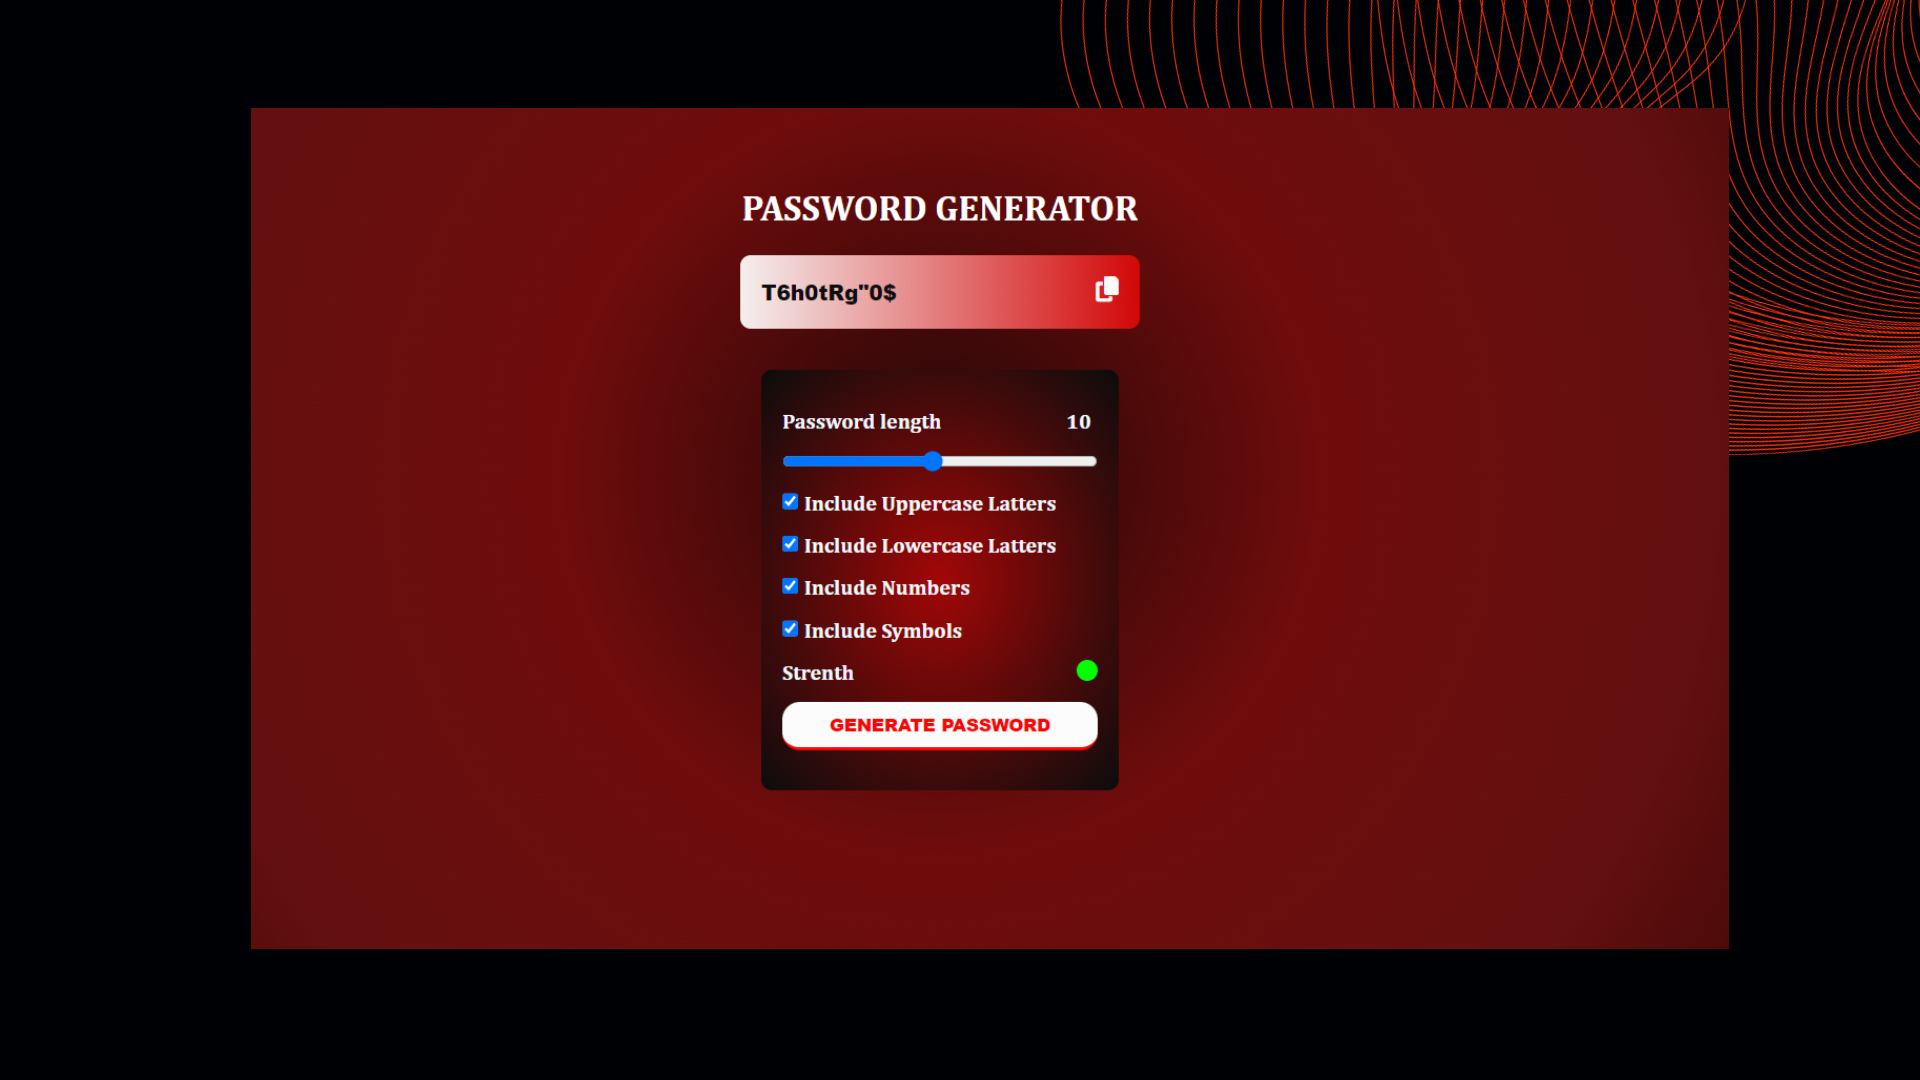 PASSWORD GENERATOR
T6h0tRg"0$
Password length 10
Include Uppercase Latters
Include Lowercase Latters
Include Numbers
Include Symbols
Strenth
GENERATE PASSWORD